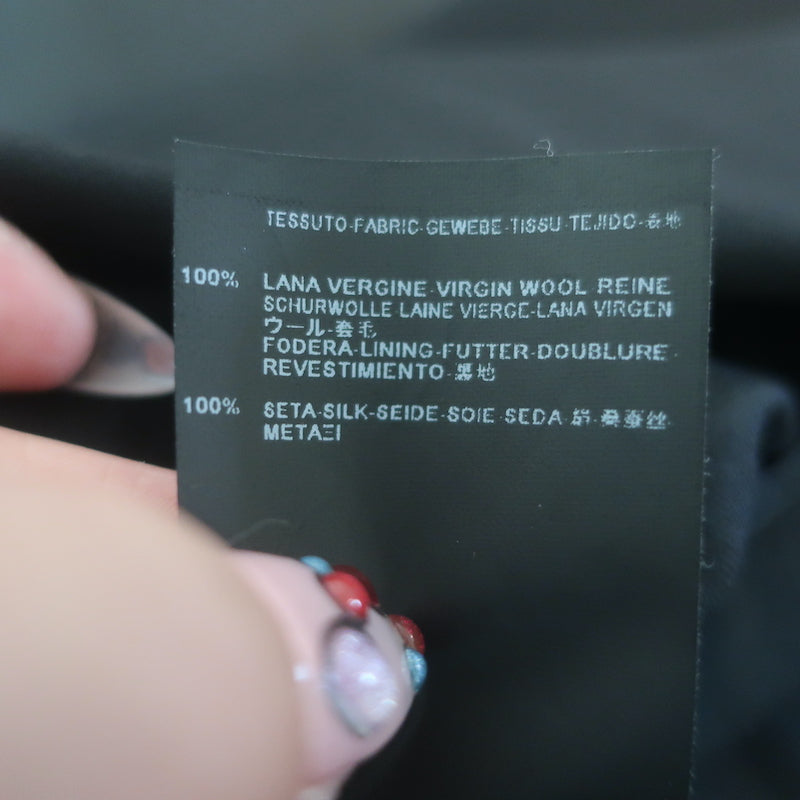 TESSUTO-FABRIC-GEWEBE-TISSU-TEJIDO-表地
100% LANA VERGINE-VIRGIN WOOL REINE
SCHURWOLLE LAINE VIERGE-LANA VIRGEN
ウール-套毛
FODERA-LINING-FUTTER-DOUBLURE-
REVESTIMIENTO-裏地
100% SETA-SILK-SEIDE-SOIE-SEDA-絹-桑蚕丝
METAΞI